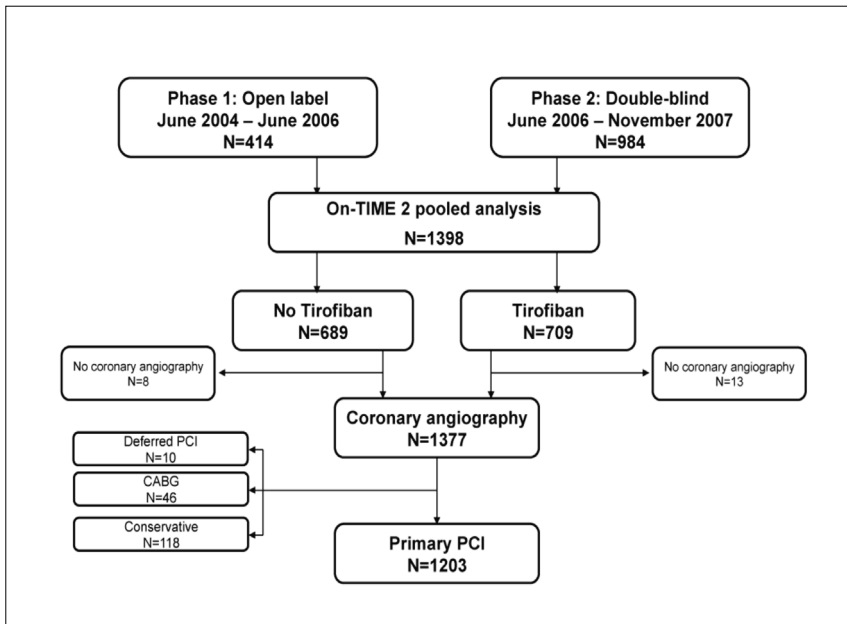 Phase 1: Open label
June 2004 – June 2006
N=414
Phase 2: Double-blind
June 2006 – November 2007
N=984
On-TIME 2 pooled analysis
N=1398
No Tirofiban
N=689
Tirofiban
N=709
No coronary angiography
N=8
No coronary angiography
N=13
Coronary angiography
N=1377
Deferred PCI
N=10
CABG
N=46
Conservative
N=118
Primary PCI
N=1203